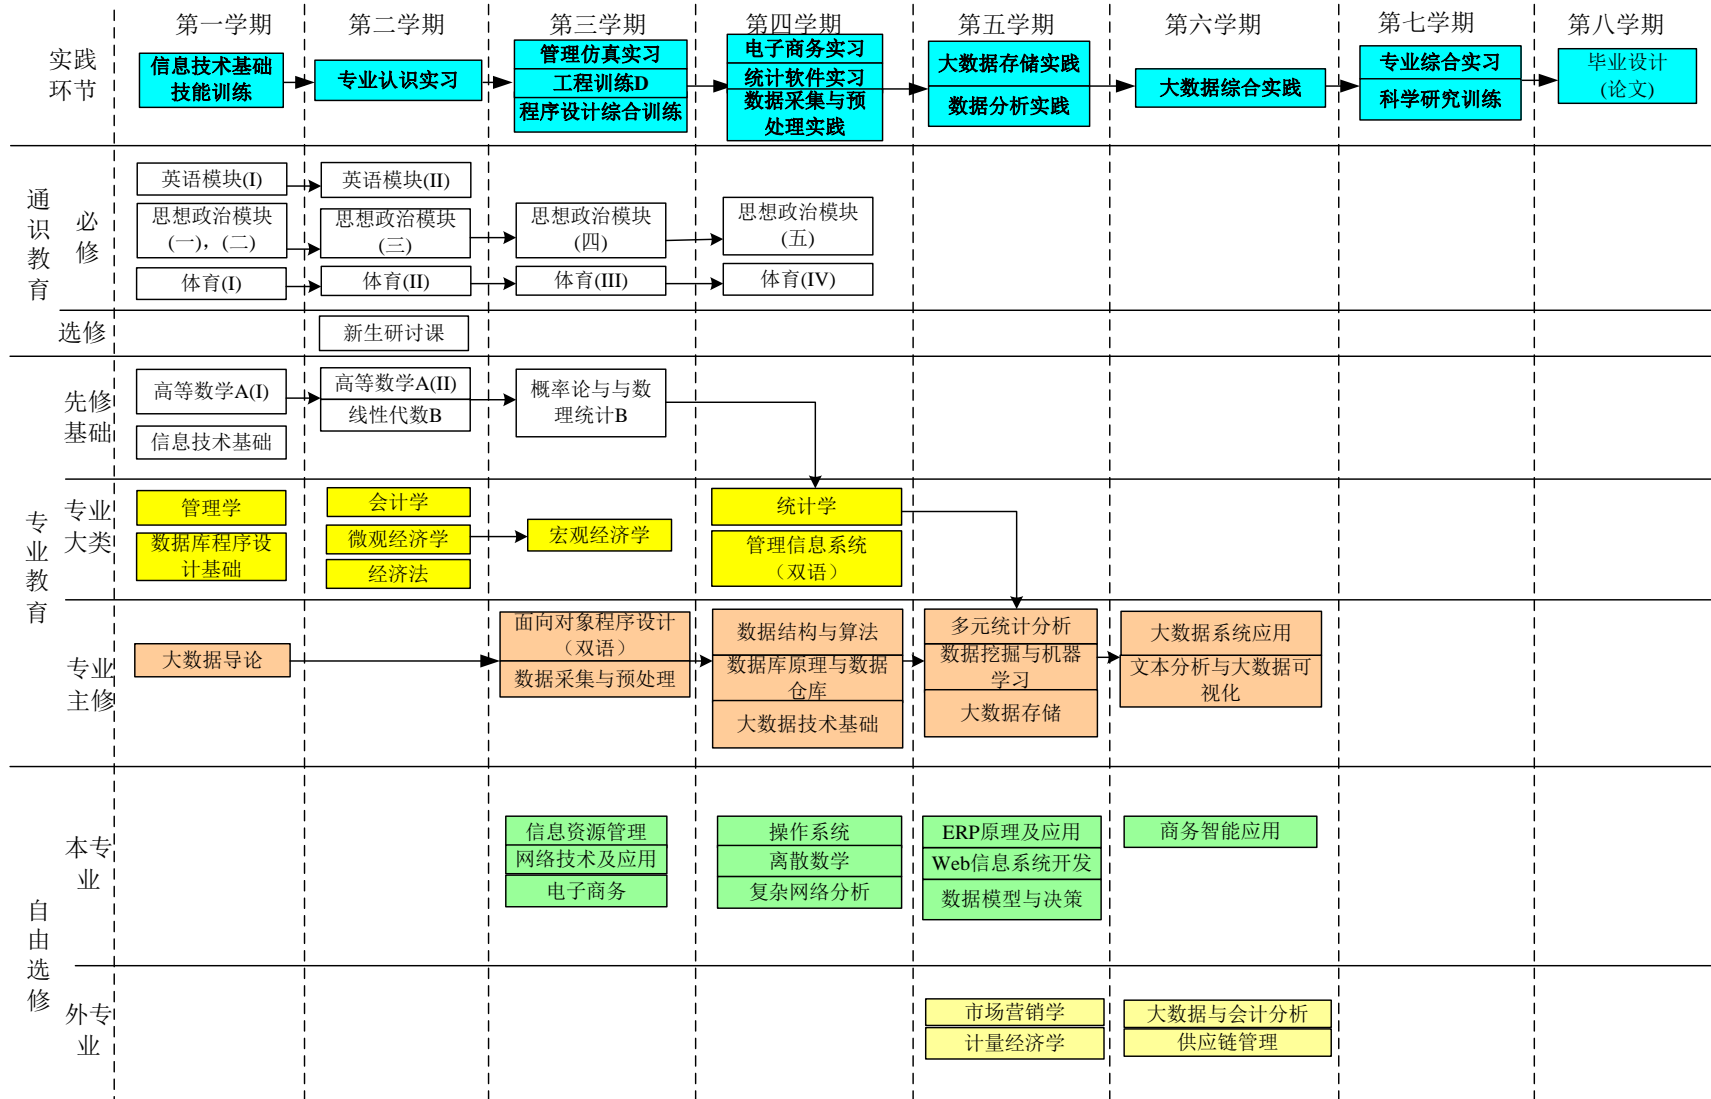 第一学期
第二学期
第三学期
第四学期
第五学期
第六学期
第七学期
第八学期
实践
环节
信息技术基础
技能训练
专业认识实习
管理仿真实习
工程训练D
程序设计综合训练
电子商务实习
统计软件实习
数据采集与预
处理实践
大数据存储实践
数据分析实践
大数据综合实践
专业综合实习
科学研究训练
毕业设计
(论文)
通
识
教
育
必
修
英语模块(I)
英语模块(II)
思想政治模块
(一)，(二)
思想政治模块
(三)
思想政治模块
(四)
思想政治模块
(五)
体育(I)
体育(II)
体育(III)
体育(IV)
选修
新生研讨课
专
业
教
育
先修
基础
高等数学A(I)
信息技术基础
高等数学A(II)
线性代数B
概率论与与数
理统计B
专业
大类
管理学
数据库程序设
计基础
会计学
微观经济学
经济法
宏观经济学
统计学
管理信息系统
（双语）
专业
主修
大数据导论
面向对象程序设计
（双语）
数据采集与预处理
数据结构与算法
数据库原理与数据
仓库
大数据技术基础
多元统计分析
数据挖掘与机器
学习
大数据存储
大数据系统应用
文本分析与大数据可
视化
自
由
选
修
本专
业
信息资源管理
网络技术及应用
电子商务
操作系统
离散数学
复杂网络分析
ERP原理及应用
Web信息系统开发
数据模型与决策
商务智能应用
外专
业
市场营销学
计量经济学
大数据与会计分析
供应链管理